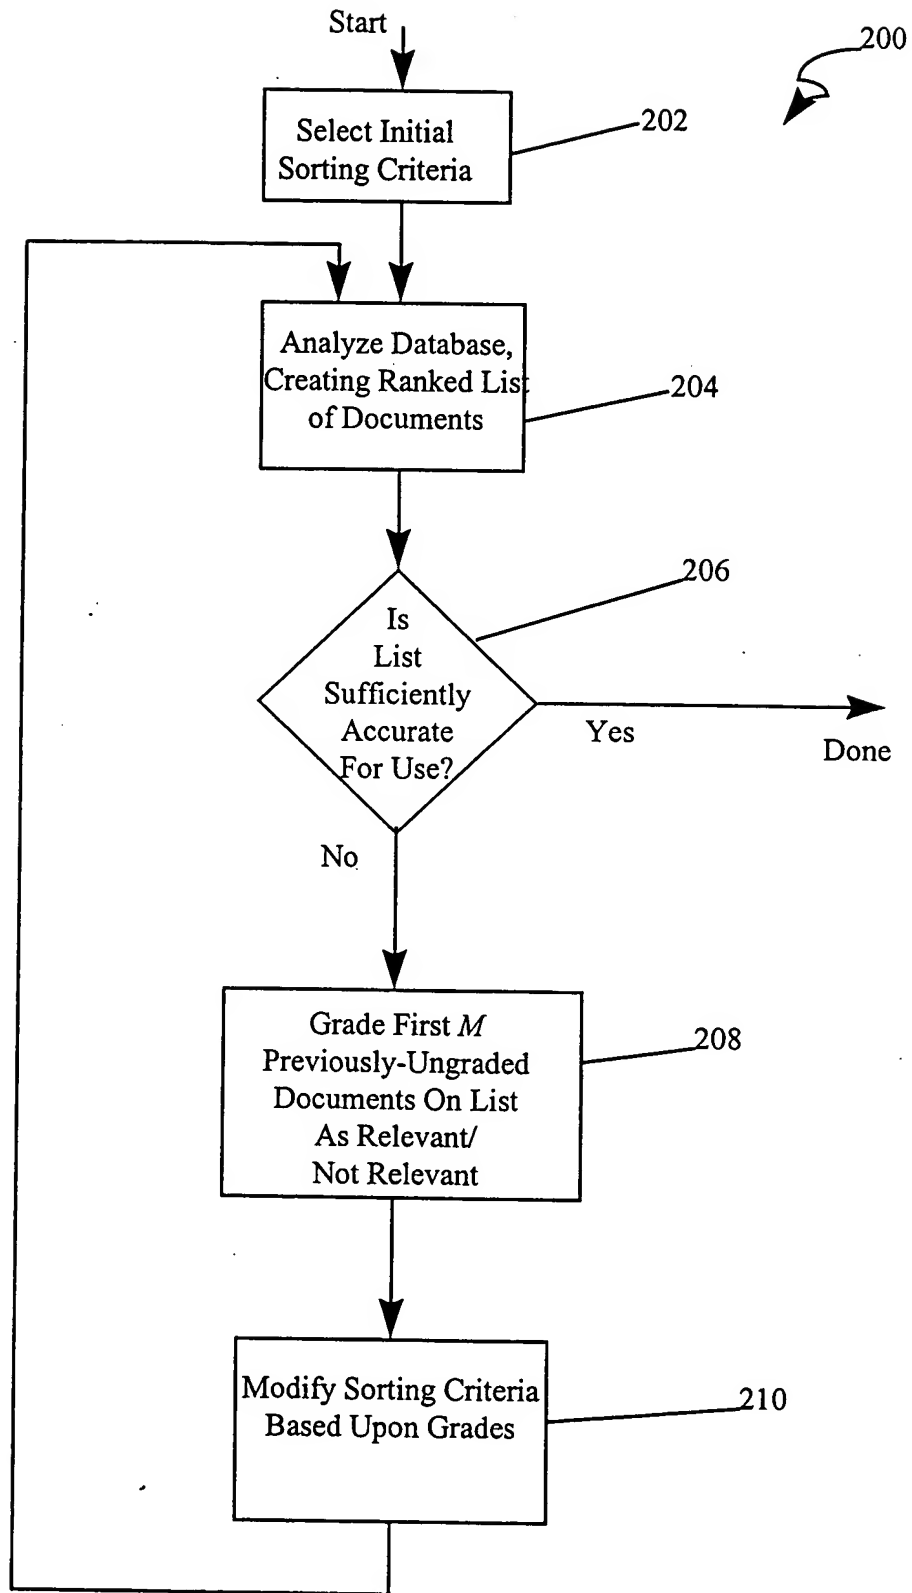 Start
200
Select Initial
Sorting Criteria
202
Analyze Database,
Creating Ranked List
of Documents
204
206
Is
List
Sufficiently
Accurate
For Use?
Yes
Done
No
Grade First M
Previously-Ungraded
Documents On List
As Relevant/
Not Relevant
208
Modify Sorting Criteria
Based Upon Grades
210